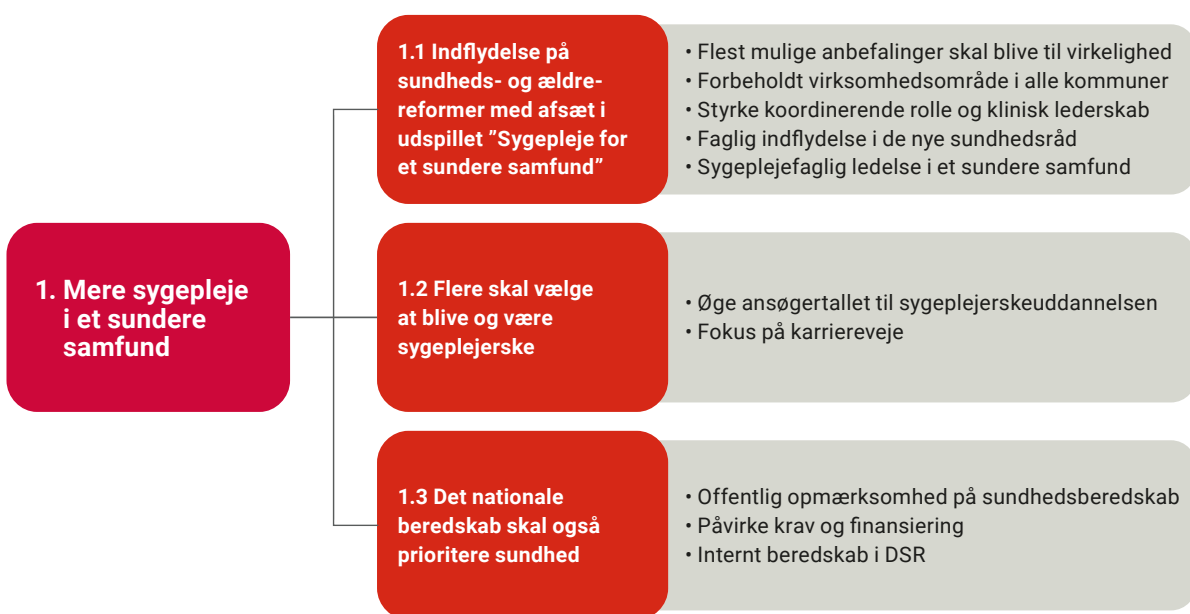 1. Mere sygepleje
i et sundere
samfund
1.1 Indflydelse på
sundheds- og ældre-
reformer med afsæt i
udspillet ”Sygepleje for
et sundere samfund”
• Flest mulige anbefalinger skal blive til virkelighed
• Forbeholdt virksomhedsområde i alle kommuner
• Styrke koordinerende rolle og klinisk lederskab
• Faglig indflydelse i de nye sundhedsråd
• Sygeplejefaglig ledelse i et sundere samfund
1.2 Flere skal vælge
at blive og være
sygeplejerske
• Øge ansøgertallet til sygeplejerskeuddannelsen
• Fokus på karriereveje
1.3 Det nationale
beredskab skal også
prioritere sundhed
• Offentlig opmærksomhed på sundhedsberedskab
• Påvirke krav og finansiering
• Internt beredskab i DSR